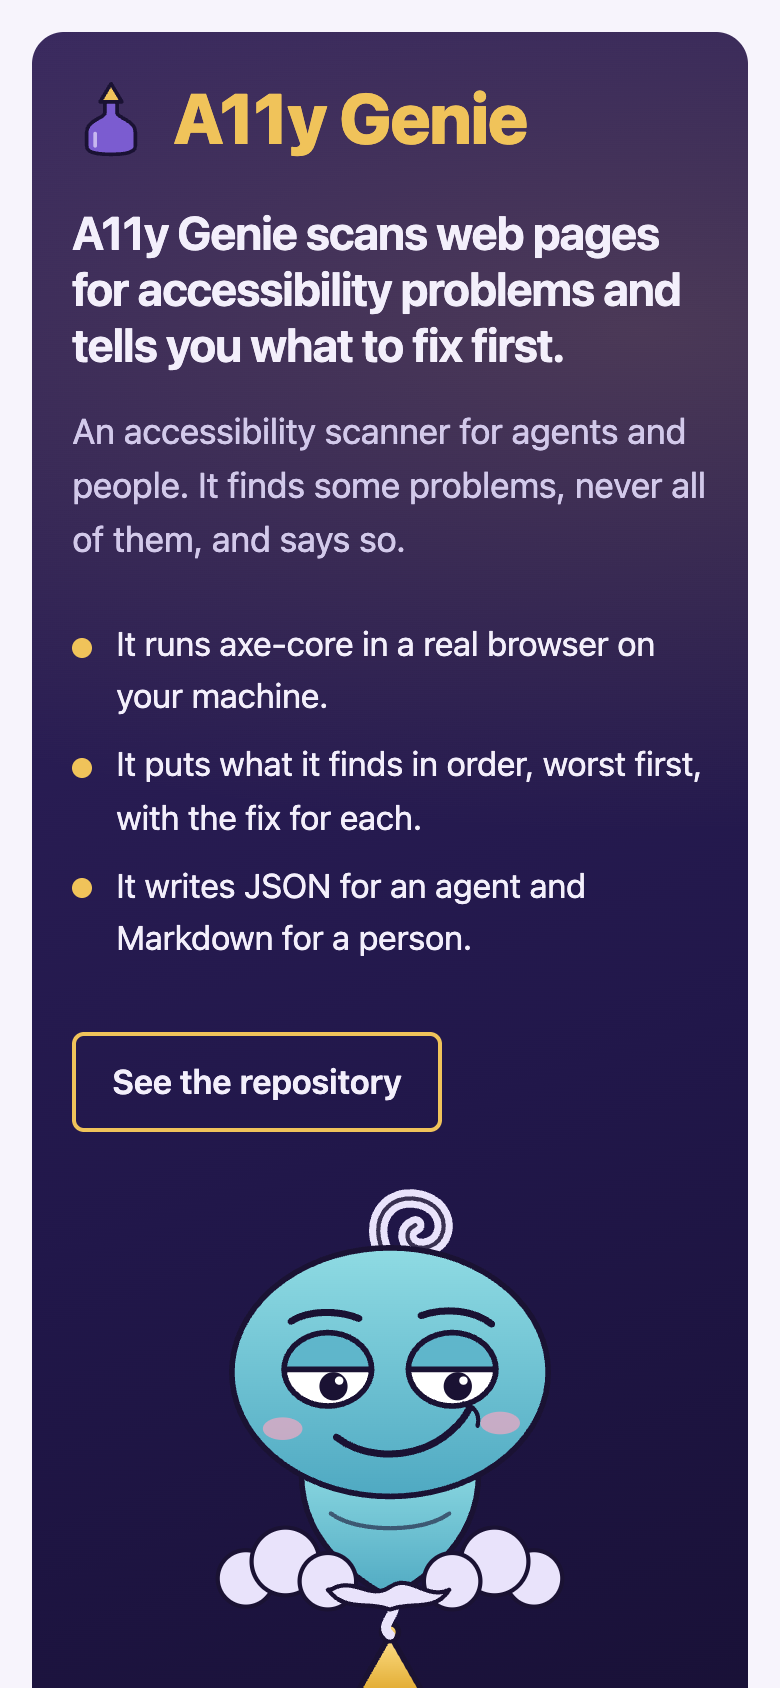 A11y Genie
A11y Genie scans web pages
for accessibility problems and
tells you what to fix first.
An accessibility scanner for agents and
people. It finds some problems, never all
of them, and says so.
It runs axe-core in a real browser on
your machine.
It puts what it finds in order, worst first,
with the fix for each.
It writes JSON for an agent and
Markdown for a person.
See the repository